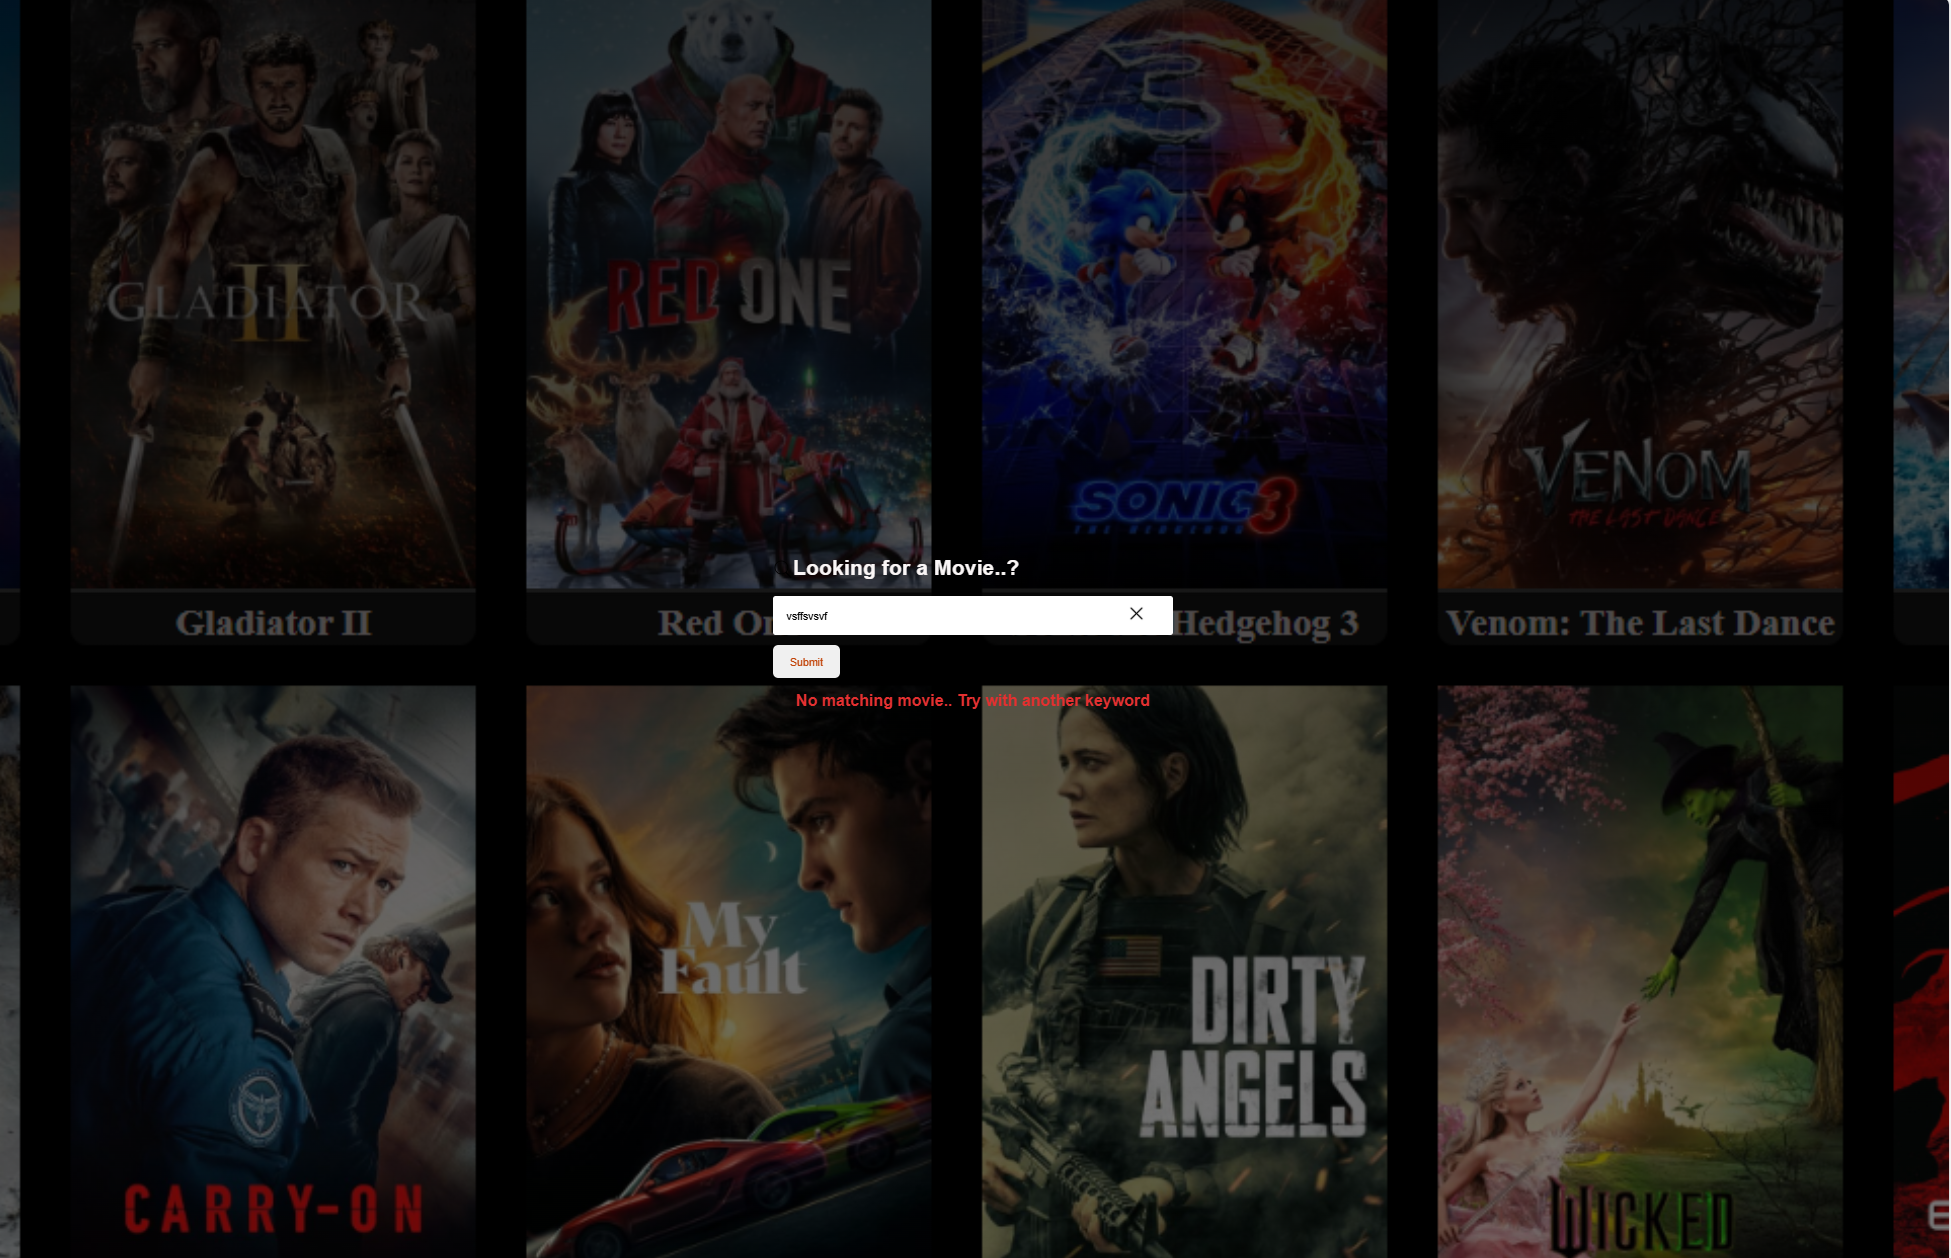 GLADIATOR
II
RED ONE
3
SONIC 3
THE HEDGEHOG
VENOM
THE LAST DANCE
Looking for a Movie..?
Gladiator II
Red On
Hedgehog 3
Venom: The Last Dance
vsffsvsvf
Submit
No matching movie.. Try with another keyword
My
Fault
DIRTY
ANGELS
CARRY-ON
WICKED